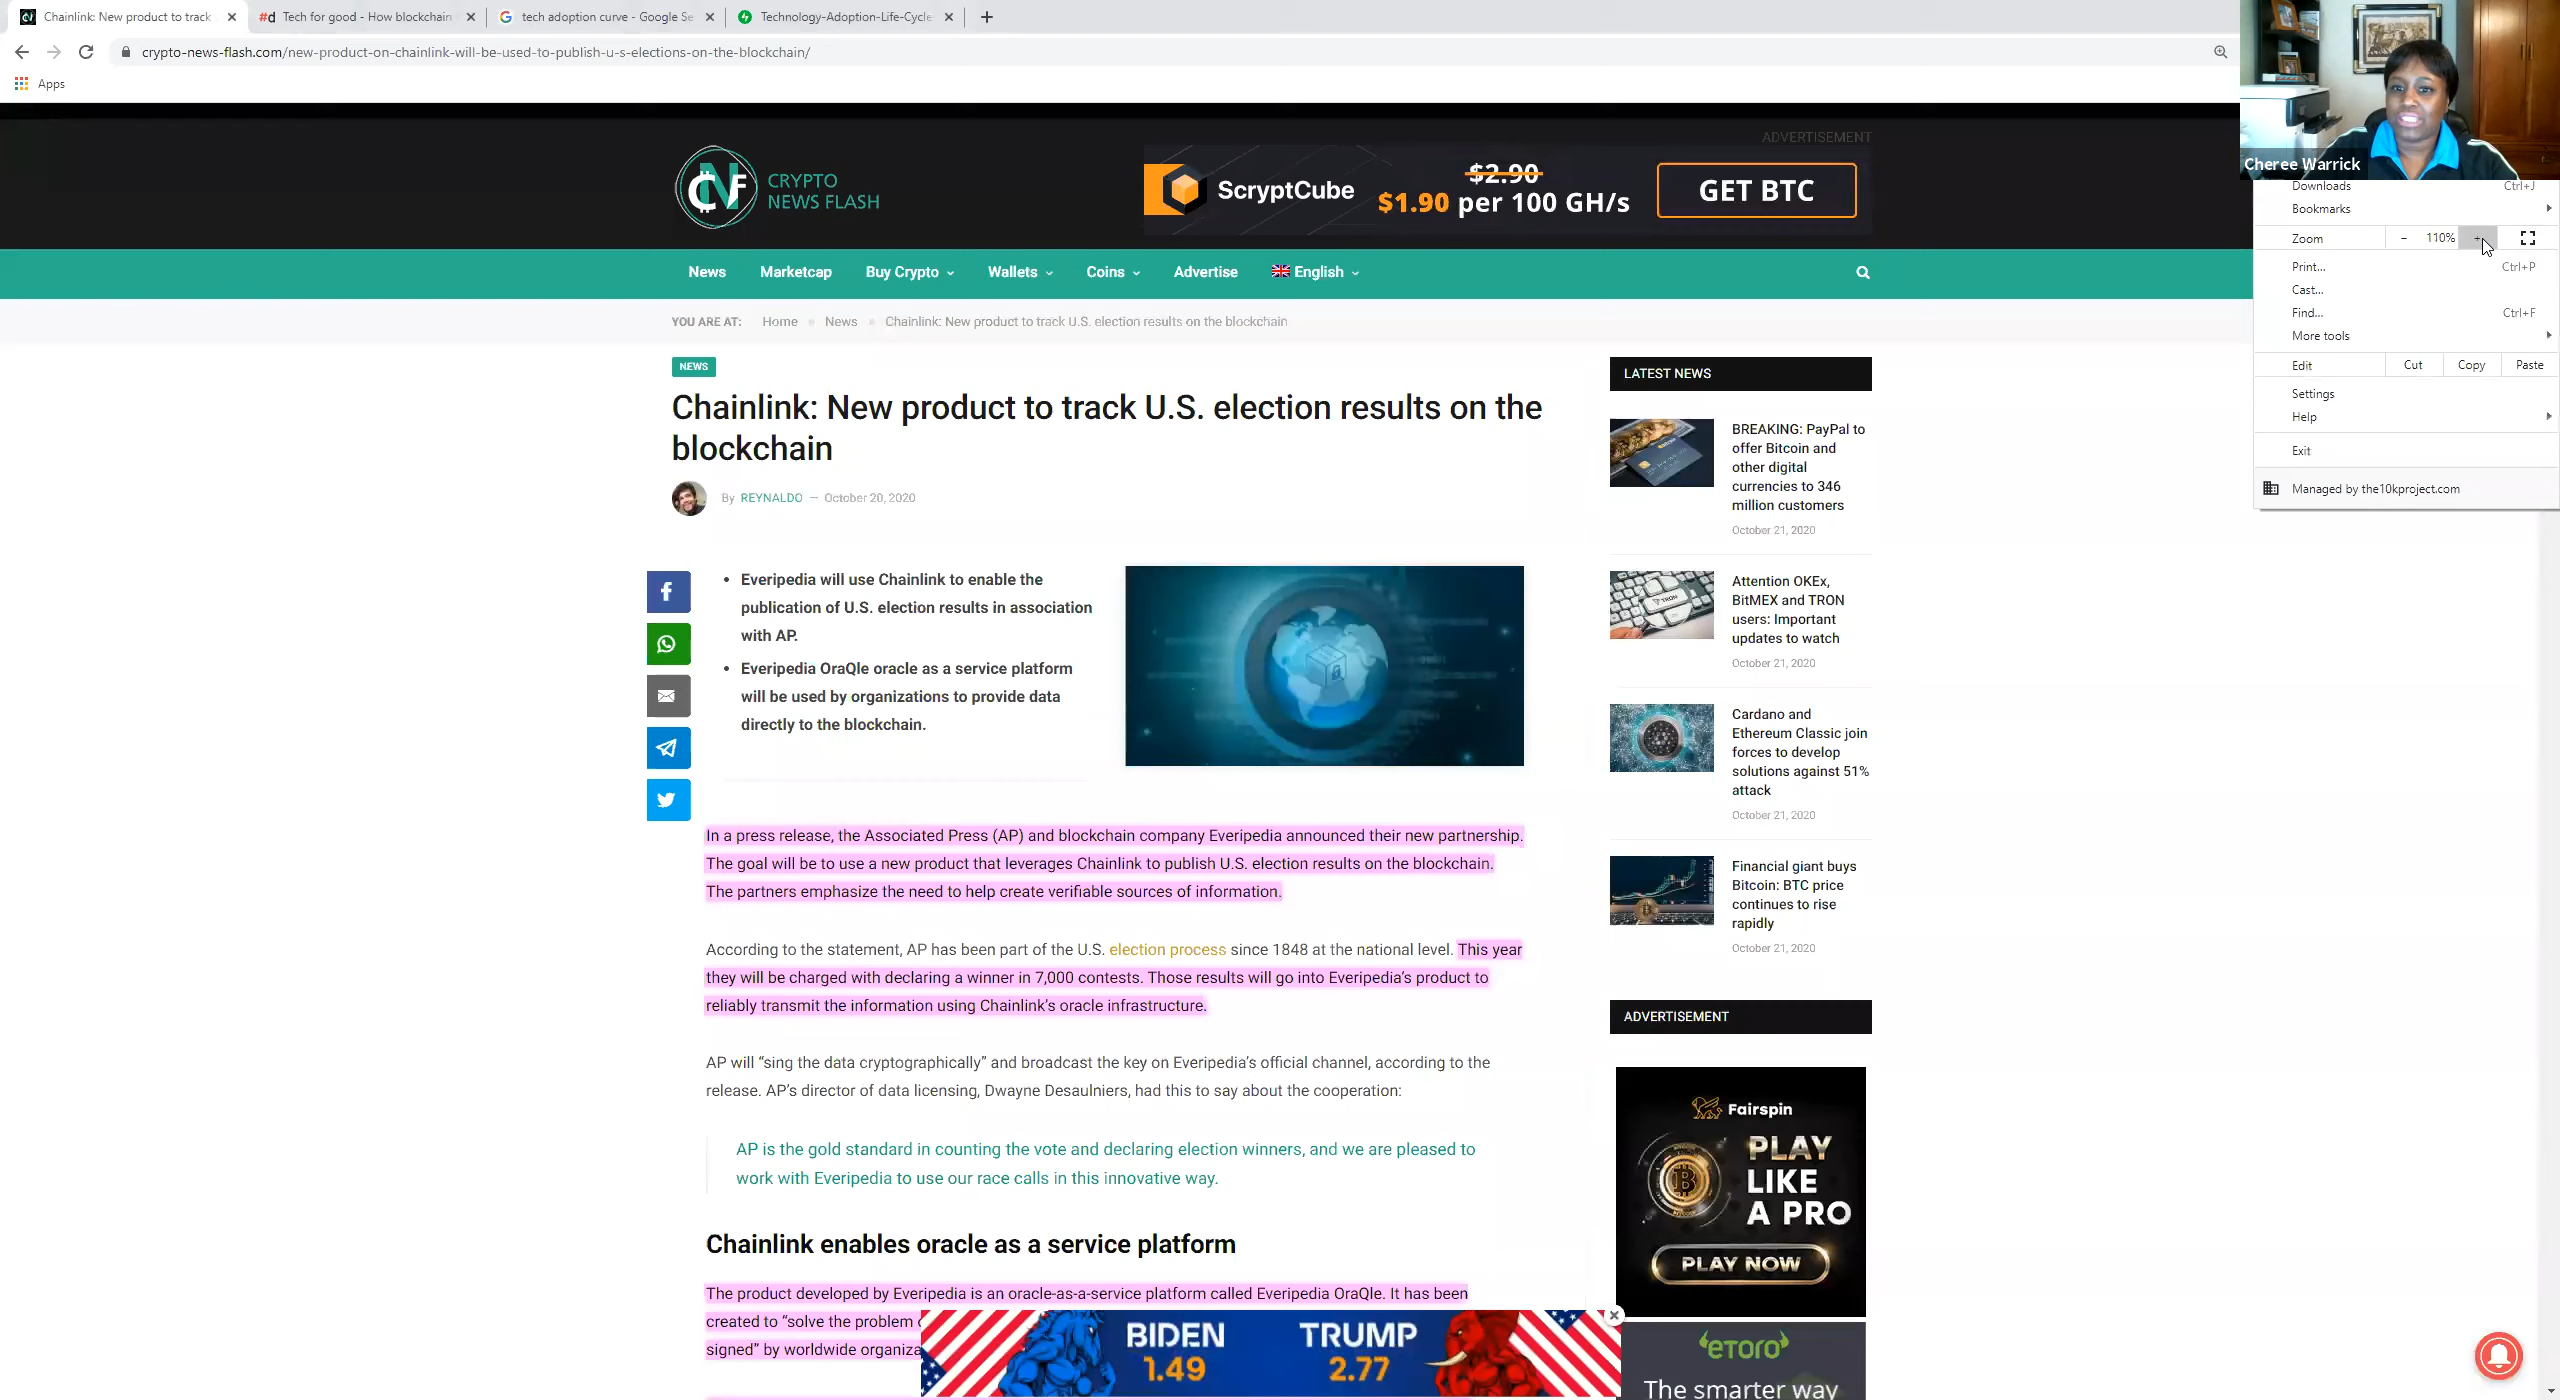 Chainlink: New product to track
#d Tech for good - How blockchain
tech adoption curve - Google Se
Technology-Adoption-Life-Cycle
crypto-news-flash.com/new-product-on-chainlink-will-be-used-to-publish-u-s-elections-on-the-blockchain/
Apps
Cheree Warrick
Downloads Ctrl+J
Bookmarks
Zoom - 110% +
Print... Ctrl+P
Cast...
Find... Ctrl+F
More tools
Edit Cut Copy Paste
Settings
Help
Exit
Managed by the10kproject.com
ADVERTISEMENT
CNF
CRYPTO
NEWS FLASH
ScryptCube
$2.90
$1.90 per 100 GH/s
GET BTC
News Marketcap Buy Crypto Wallets Coins Advertise English
YOU ARE AT: Home » News » Chainlink: New product to track U.S. election results on the blockchain
NEWS
Chainlink: New product to track U.S. election results on the
blockchain
By REYNALDO — October 20, 2020
• Everipedia will use Chainlink to enable the
publication of U.S. election results in association
with AP.
• Everipedia OraQle oracle as a service platform
will be used by organizations to provide data
directly to the blockchain.
In a press release, the Associated Press (AP) and blockchain company Everipedia announced their new partnership.
The goal will be to use a new product that leverages Chainlink to publish U.S. election results on the blockchain.
The partners emphasize the need to help create verifiable sources of information.
According to the statement, AP has been part of the U.S. election process since 1848 at the national level. This year
they will be charged with declaring a winner in 7,000 contests. Those results will go into Everipedia's product to
reliably transmit the information using Chainlink's oracle infrastructure.
AP will “sing the data cryptographically” and broadcast the key on Everipedia's official channel, according to the
release. AP's director of data licensing, Dwayne Desaulniers, had this to say about the cooperation:
AP is the gold standard in counting the vote and declaring election winners, and we are pleased to
work with Everipedia to use our race calls in this innovative way.
Chainlink enables oracle as a service platform
The product developed by Everipedia is an oracle-as-a-service platform called Everipedia OraQle. It has been
created to “solve the problem
signed” by worldwide organiza
BIDEN
1.49
TRUMP
2.77
LATEST NEWS
BREAKING: PayPal to
offer Bitcoin and
other digital
currencies to 346
million customers
October 21, 2020
TRON
Attention OKEx,
BitMEX and TRON
users: Important
updates to watch
October 21, 2020
Cardano and
Ethereum Classic join
forces to develop
solutions against 51%
attack
October 21, 2020
Financial giant buys
Bitcoin: BTC price
continues to rise
rapidly
October 21, 2020
ADVERTISEMENT
Fairspin
PLAY
LIKE
A PRO
PLAY NOW
eToro
The smarter way